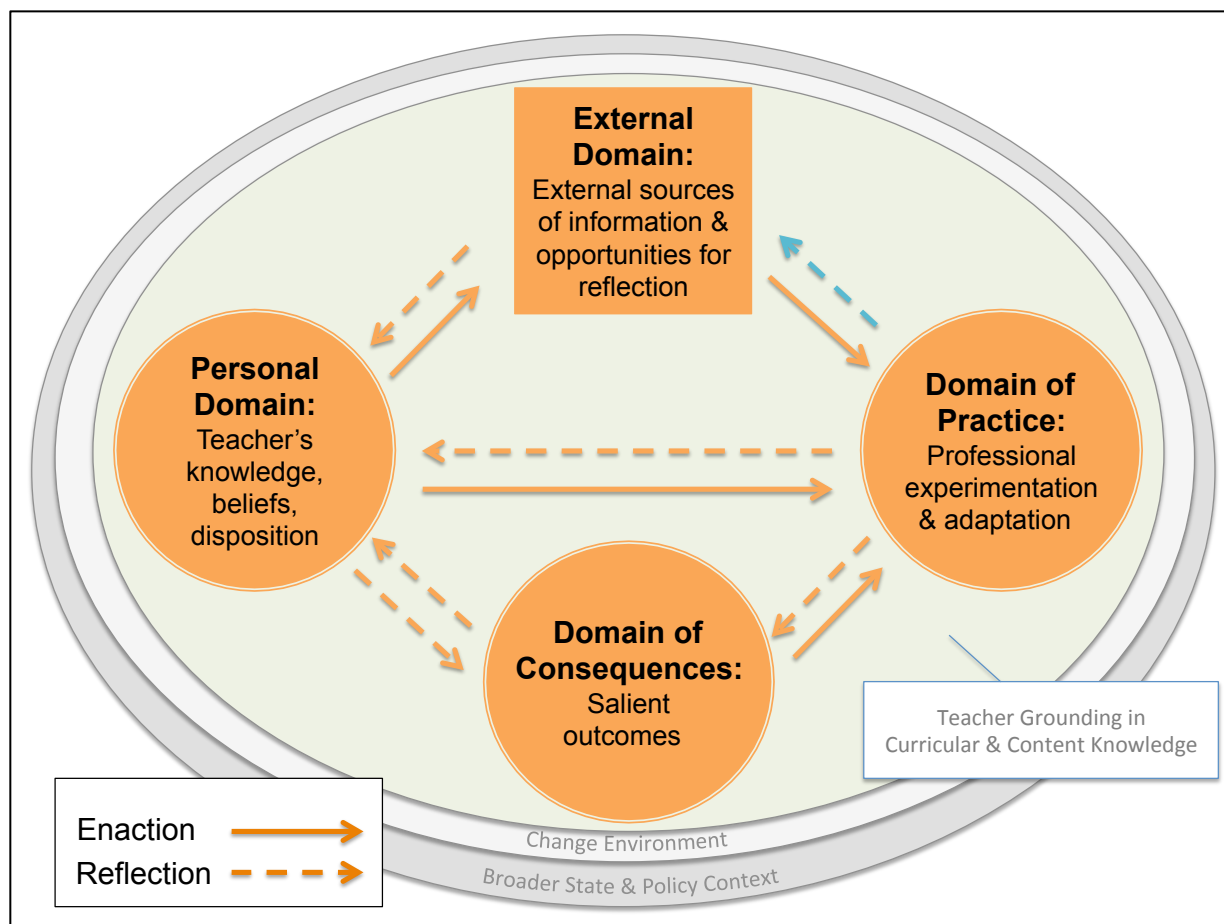 External
Domain:
External sources
of information &
opportunities for
reflection
Personal
Domain:
Teacher's
knowledge,
beliefs,
disposition
Domain of
Practice:
Professional
experimentation
& adaptation
Domain of
Consequences:
Salient
outcomes
Teacher Grounding in
Curricular & Content Knowledge
Enaction
Reflection
Change Environment
Broader State & Policy Context